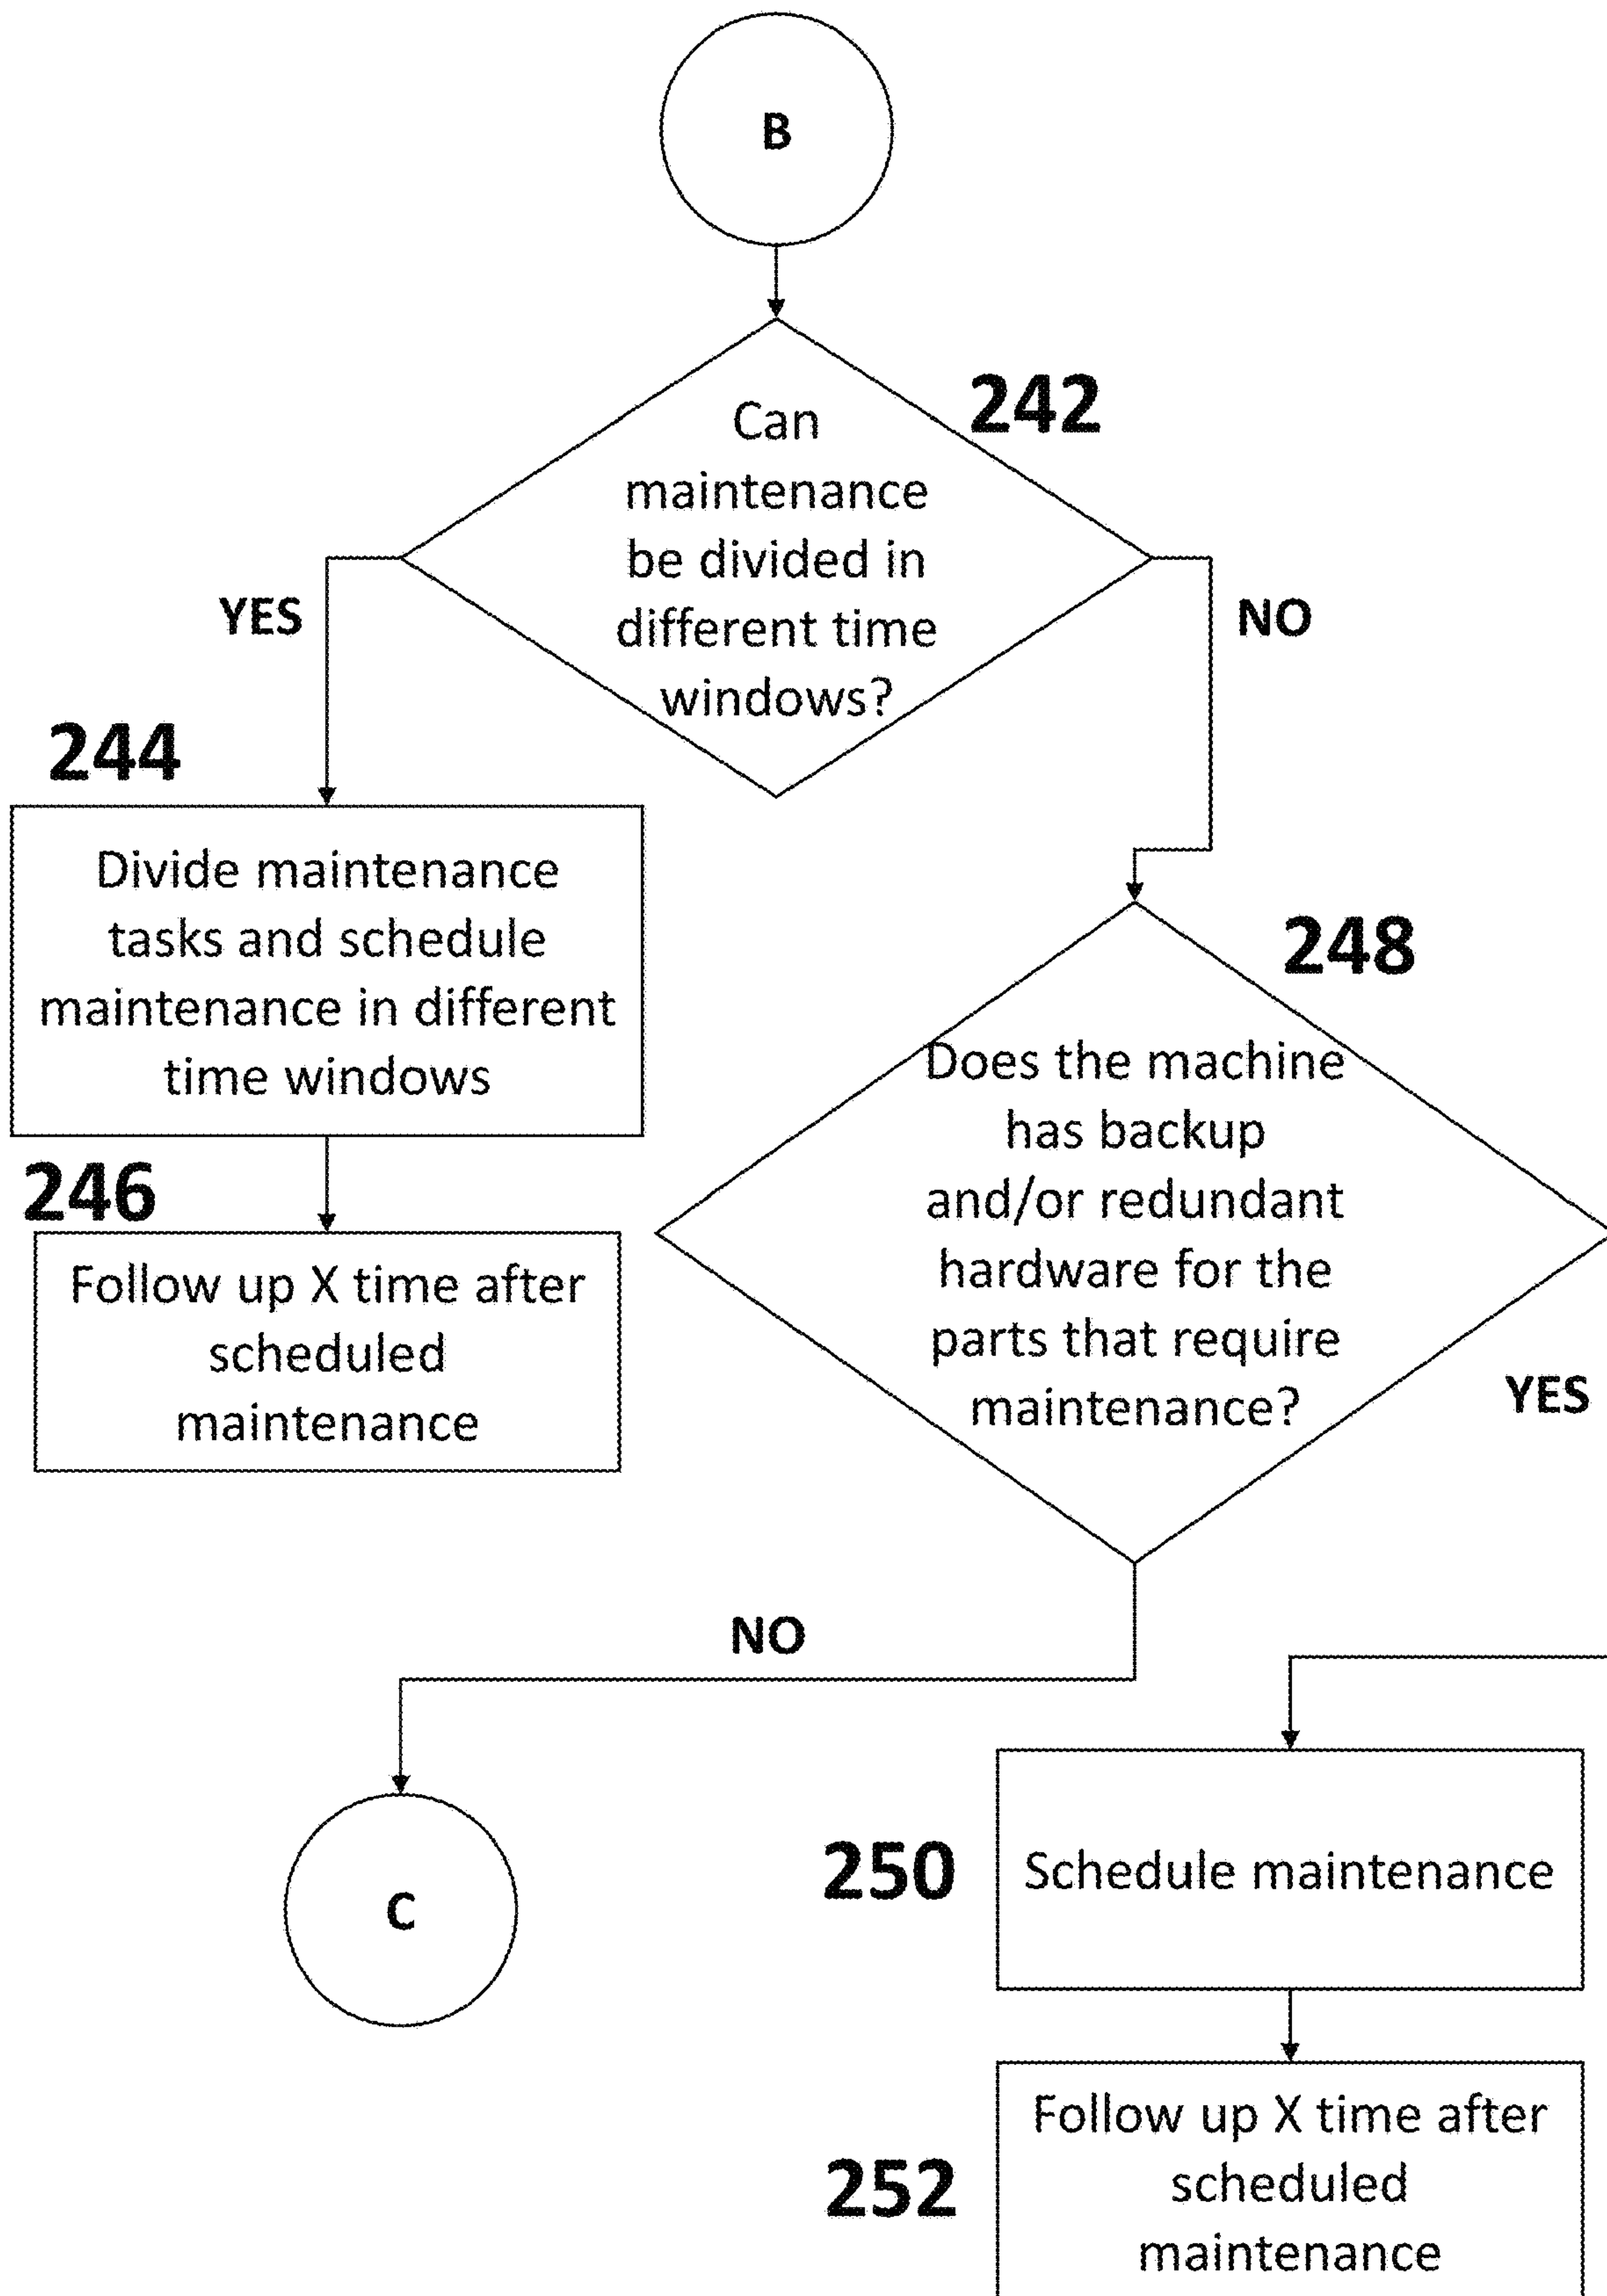 B
242
Can
maintenance
be divided in
different time
windows?
YES
NO
244
Divide maintenance
tasks and schedule
maintenance in different
time windows
246
Follow up X time after
scheduled
maintenance
248
Does the machine
has backup
and/or redundant
hardware for the
parts that require
maintenance?
YES
NO
C
250
Schedule maintenance
252
Follow up X time after
scheduled
maintenance